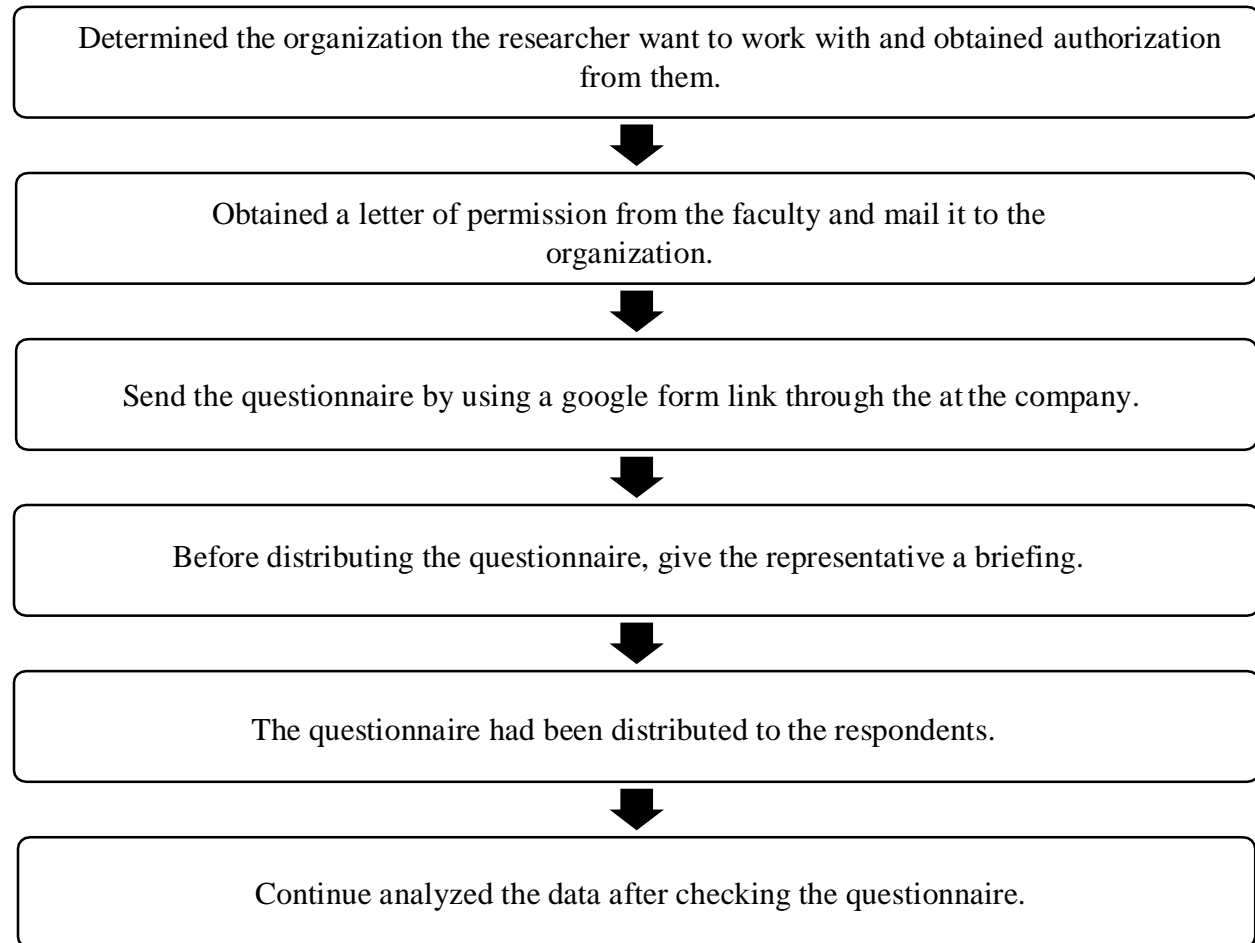 Determined the organization the researcher want to work with and obtained authorization
from them.
Obtained a letter of permission from the faculty and mail it to the
organization.
Send the questionnaire by using a google form link through the at the company.
Before distributing the questionnaire, give the representative a briefing.
The questionnaire had been distributed to the respondents.
Continue analyzed the data after checking the questionnaire.